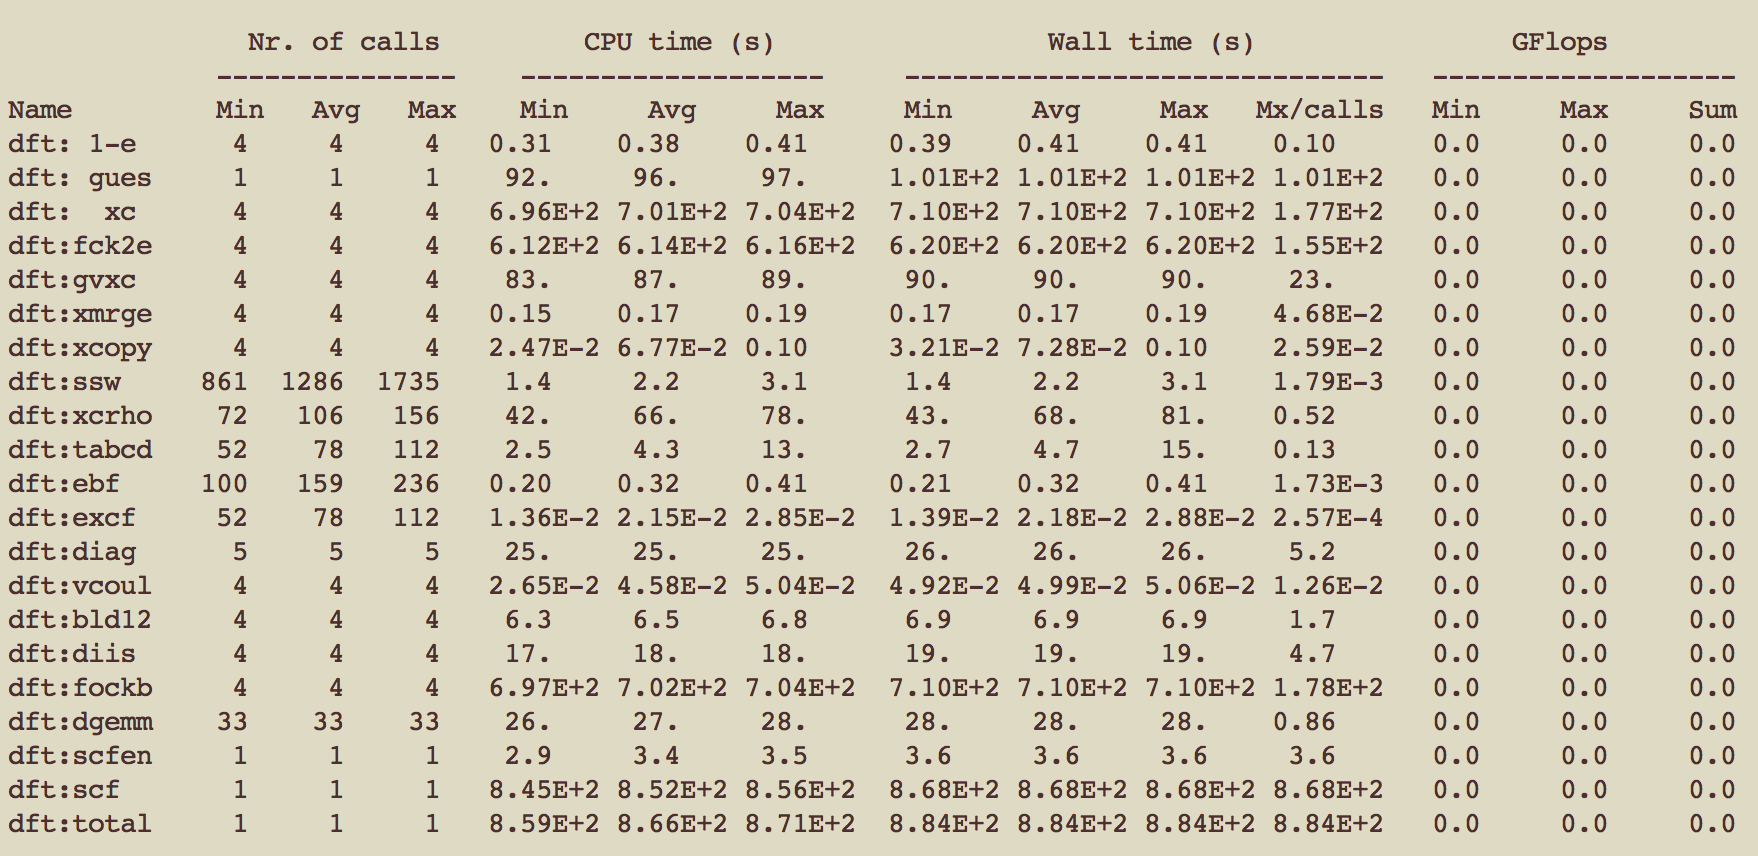 Nr. of calls CPU time (s) Wall time (s) GFlops
--------------- ------------------- ------------------------------ -------------------
Name Min Avg Max Min Avg Max Min Avg Max Mx/calls Min Max Sum
dft: 1-e 4 4 4 0.31 0.38 0.41 0.39 0.41 0.41 0.10 0.0 0.0 0.0
dft: gues 1 1 1 92. 96. 97. 1.01E+2 1.01E+2 1.01E+2 1.01E+2 0.0 0.0 0.0
dft: xc 4 4 4 6.96E+2 7.01E+2 7.04E+2 7.10E+2 7.10E+2 7.10E+2 1.77E+2 0.0 0.0 0.0
dft:fck2e 4 4 4 6.12E+2 6.14E+2 6.16E+2 6.20E+2 6.20E+2 6.20E+2 1.55E+2 0.0 0.0 0.0
dft:gvxc 4 4 4 83. 87. 89. 90. 90. 90. 23. 0.0 0.0 0.0
dft:xmrge 4 4 4 0.15 0.17 0.19 0.17 0.17 0.19 4.68E-2 0.0 0.0 0.0
dft:xcopy 4 4 4 2.47E-2 6.77E-2 0.10 3.21E-2 7.28E-2 0.10 2.59E-2 0.0 0.0 0.0
dft:ssw 861 1286 1735 1.4 2.2 3.1 1.4 2.2 3.1 1.79E-3 0.0 0.0 0.0
dft:xcrho 72 106 156 42. 66. 78. 43. 68. 81. 0.52 0.0 0.0 0.0
dft:tabcd 52 78 112 2.5 4.3 13. 2.7 4.7 15. 0.13 0.0 0.0 0.0
dft:ebf 100 159 236 0.20 0.32 0.41 0.21 0.32 0.41 1.73E-3 0.0 0.0 0.0
dft:excf 52 78 112 1.36E-2 2.15E-2 2.85E-2 1.39E-2 2.18E-2 2.88E-2 2.57E-4 0.0 0.0 0.0
dft:diag 5 5 5 25. 25. 25. 26. 26. 26. 5.2 0.0 0.0 0.0
dft:vcoul 4 4 4 2.65E-2 4.58E-2 5.04E-2 4.92E-2 4.99E-2 5.06E-2 1.26E-2 0.0 0.0 0.0
dft:bld12 4 4 4 6.3 6.5 6.8 6.9 6.9 6.9 1.7 0.0 0.0 0.0
dft:diis 4 4 4 17. 18. 18. 19. 19. 19. 4.7 0.0 0.0 0.0
dft:fockb 4 4 4 6.97E+2 7.02E+2 7.04E+2 7.10E+2 7.10E+2 7.10E+2 1.78E+2 0.0 0.0 0.0
dft:dgemm 33 33 33 26. 27. 28. 28. 28. 28. 0.86 0.0 0.0 0.0
dft:scfen 1 1 1 2.9 3.4 3.5 3.6 3.6 3.6 3.6 0.0 0.0 0.0
dft:scf 1 1 1 8.45E+2 8.52E+2 8.56E+2 8.68E+2 8.68E+2 8.68E+2 8.68E+2 0.0 0.0 0.0
dft:total 1 1 1 8.59E+2 8.66E+2 8.71E+2 8.84E+2 8.84E+2 8.84E+2 8.84E+2 0.0 0.0 0.0